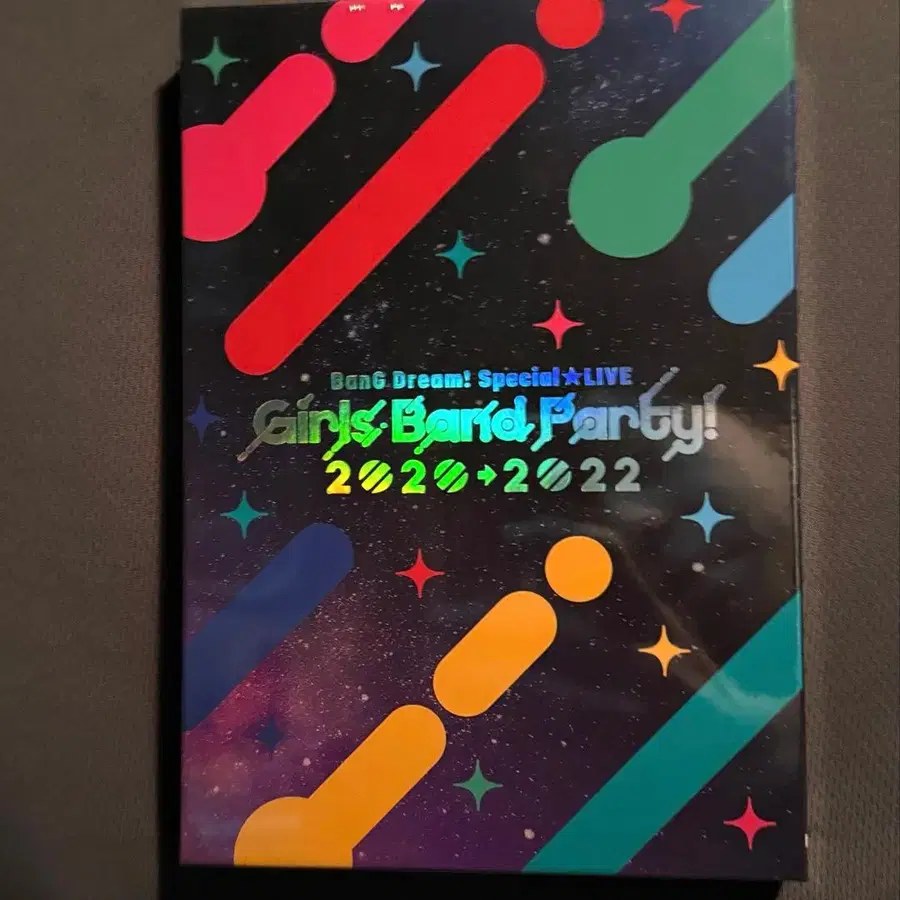 BanG Dream! Special☆LIVE
Girls Band Party!
2020→2022